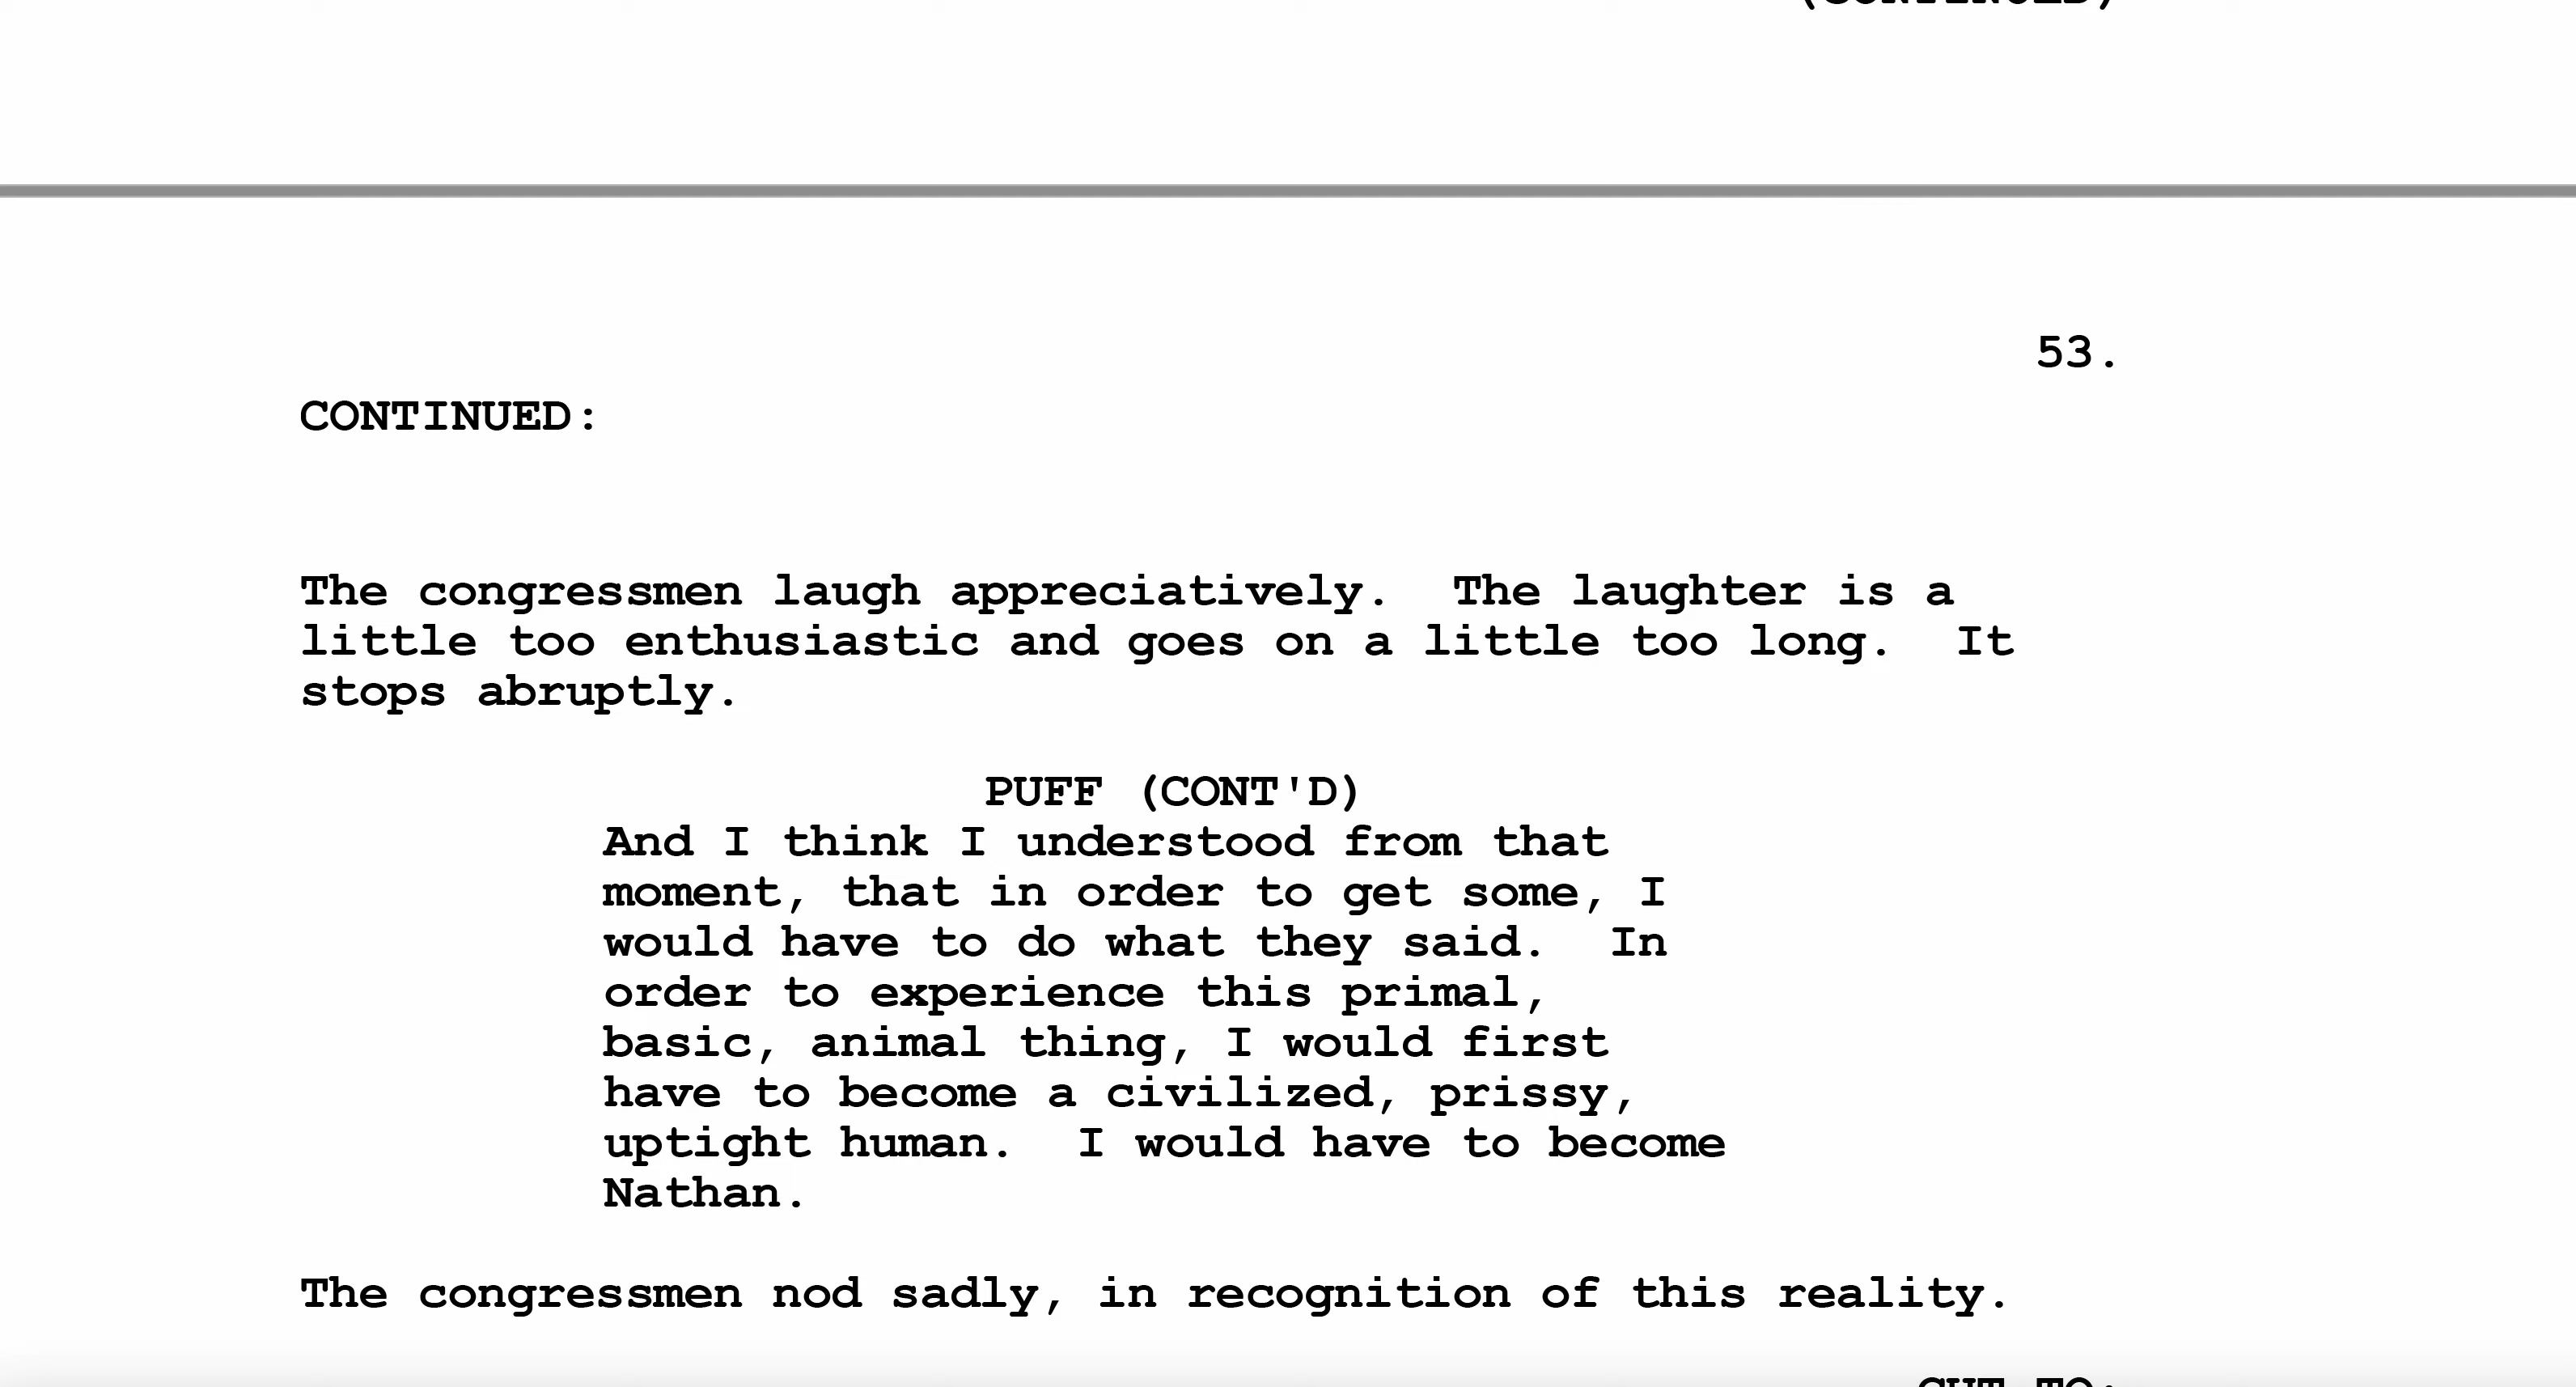 (CONTINUED)
53.
CONTINUED:
The congressmen laugh appreciatively.  The laughter is a
little too enthusiastic and goes on a little too long.  It
stops abruptly.
PUFF (CONT'D)
And I think I understood from that
moment, that in order to get some, I
would have to do what they said.  In
order to experience this primal,
basic, animal thing, I would first
have to become a civilized, prissy,
uptight human.  I would have to become
Nathan.
The congressmen nod sadly, in recognition of this reality.
CUT TO: